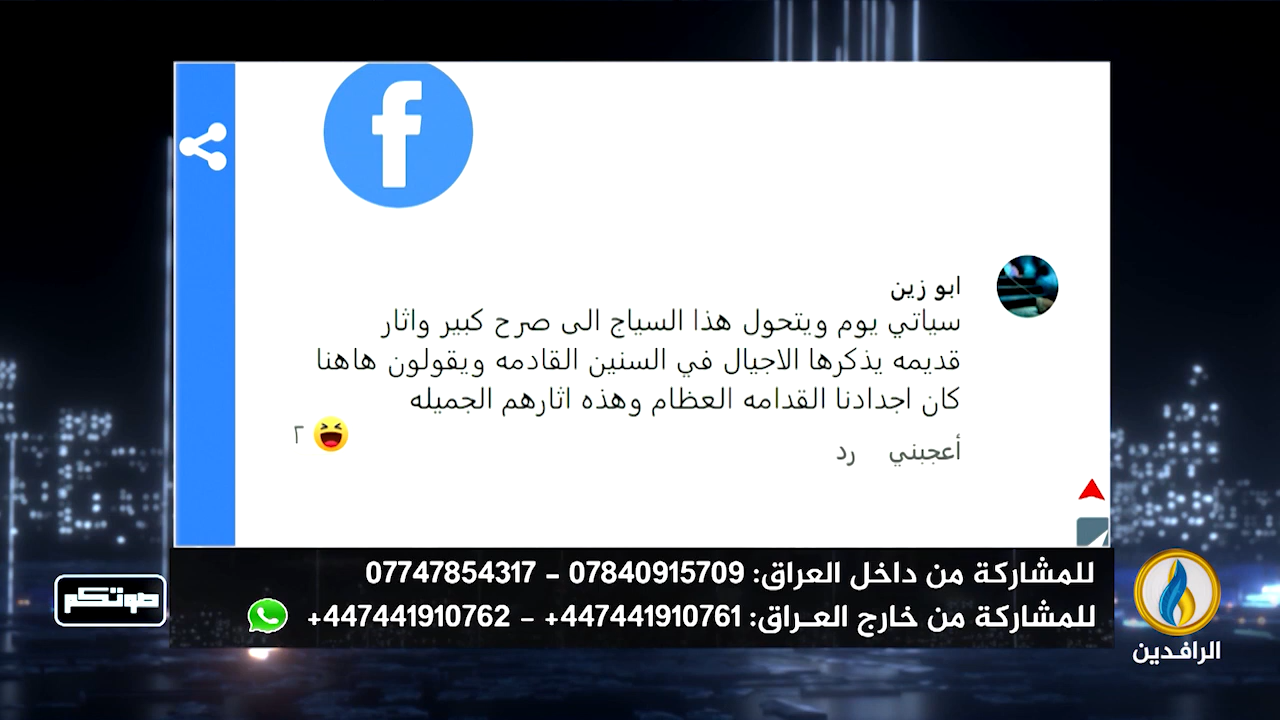 ابو زين
سياتي يوم ويتحول هذا السياج الى صرح كبير واثار
قديمه يذكرها الاجيال في السنين القادمه ويقولون هاهنا
كان اجدادنا القدامه العظام وهذه اثارهم الجميله
أعجبني رد
٢
للمشاركة من داخل العراق: 07840915709 - 07747854317
للمشاركة من خارج العـراق: 447441910761+ - 447441910762+
صوتكم
الرافـدين